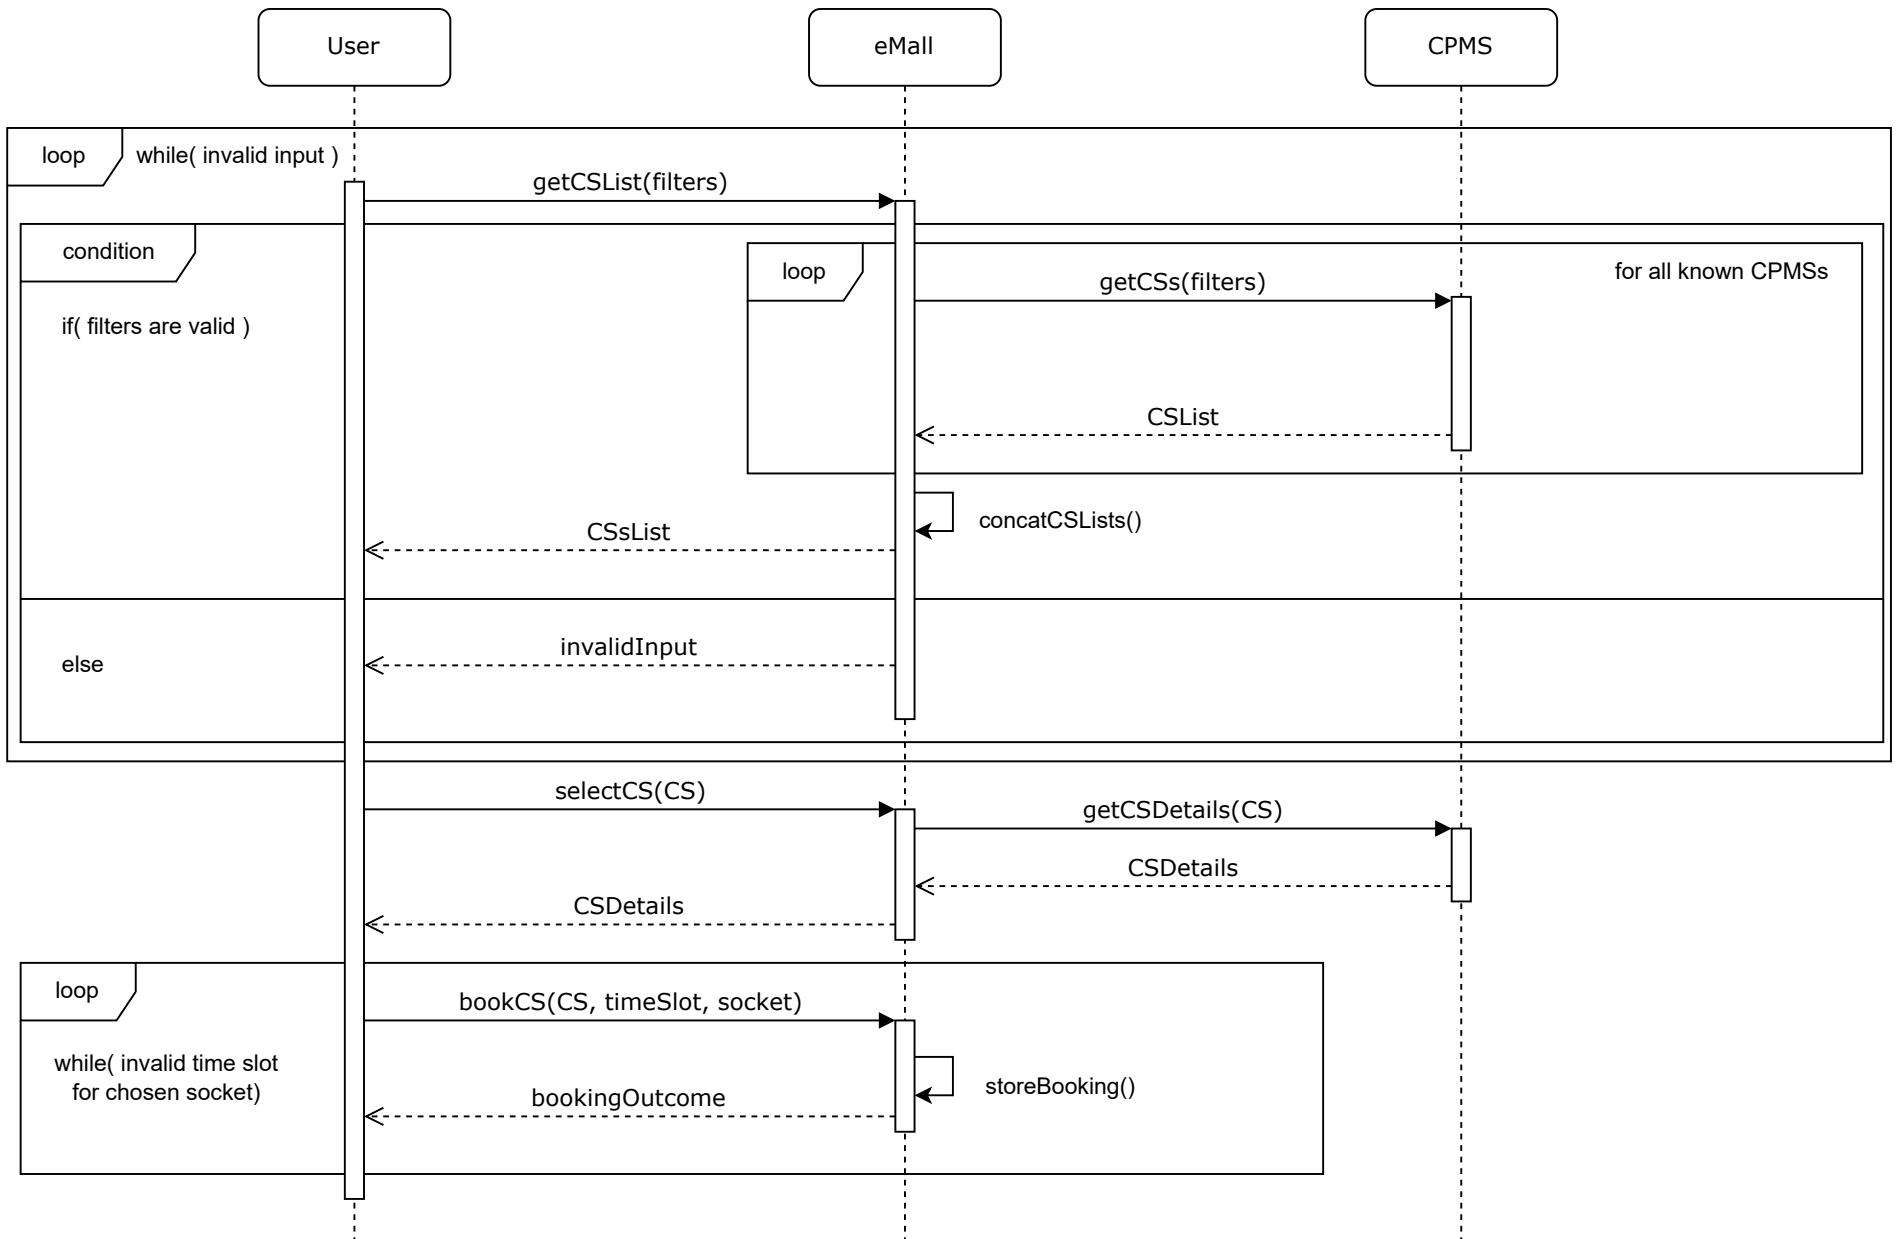 User
eMall
CPMS
loop
while( invalid input )
getCSList(filters)
condition
loop
for all known CPMSs
getCSs(filters)
if( filters are valid )
CSList
concatCSLists()
CSsList
invalidInput
else
selectCS(CS)
getCSDetails(CS)
CSDetails
CSDetails
loop
bookCS(CS, timeSlot, socket)
while( invalid time slot
for chosen socket)
storeBooking()
bookingOutcome